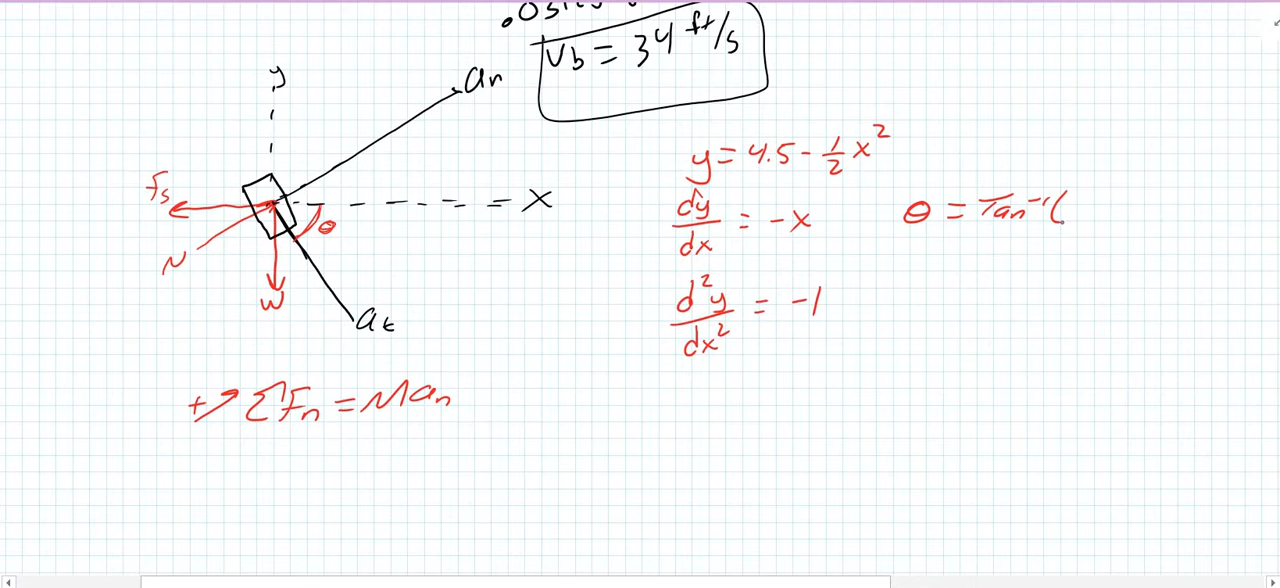 Vb = 34 ft/s
y
an
y = 4.5 - 1/2 x²
Fs
X
θ
dy/dx = -x
θ = Tan⁻¹(
N
W
at
d²y/dx² = -1
+↗ ΣFn = Man